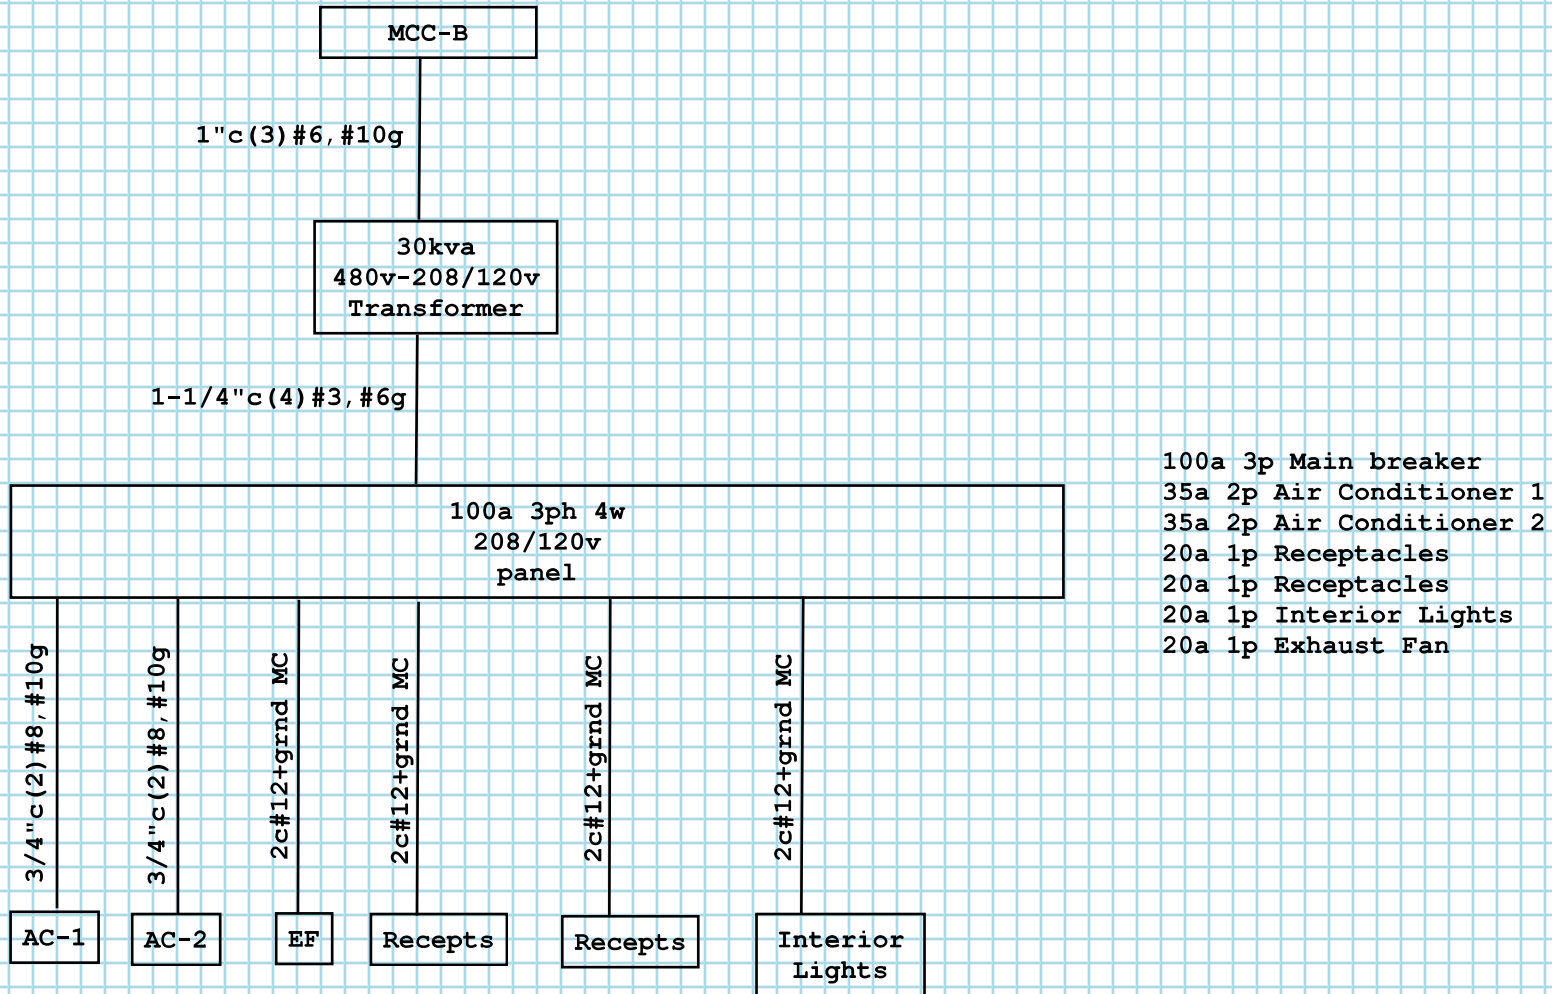 MCC-B
1"c(3)#6,#10g
30kva
480v-208/120v
Transformer
1-1/4"c(4)#3,#6g
100a 3ph 4w
208/120v
panel
100a 3p Main breaker
35a 2p Air Conditioner 1
35a 2p Air Conditioner 2
20a 1p Receptacles
20a 1p Receptacles
20a 1p Interior Lights
20a 1p Exhaust Fan
3/4"c(2)#8,#10g
3/4"c(2)#8,#10g
2c#12+grnd MC
2c#12+grnd MC
2c#12+grnd MC
2c#12+grnd MC
AC-1
AC-2
EF
Recepts
Recepts
Interior
Lights